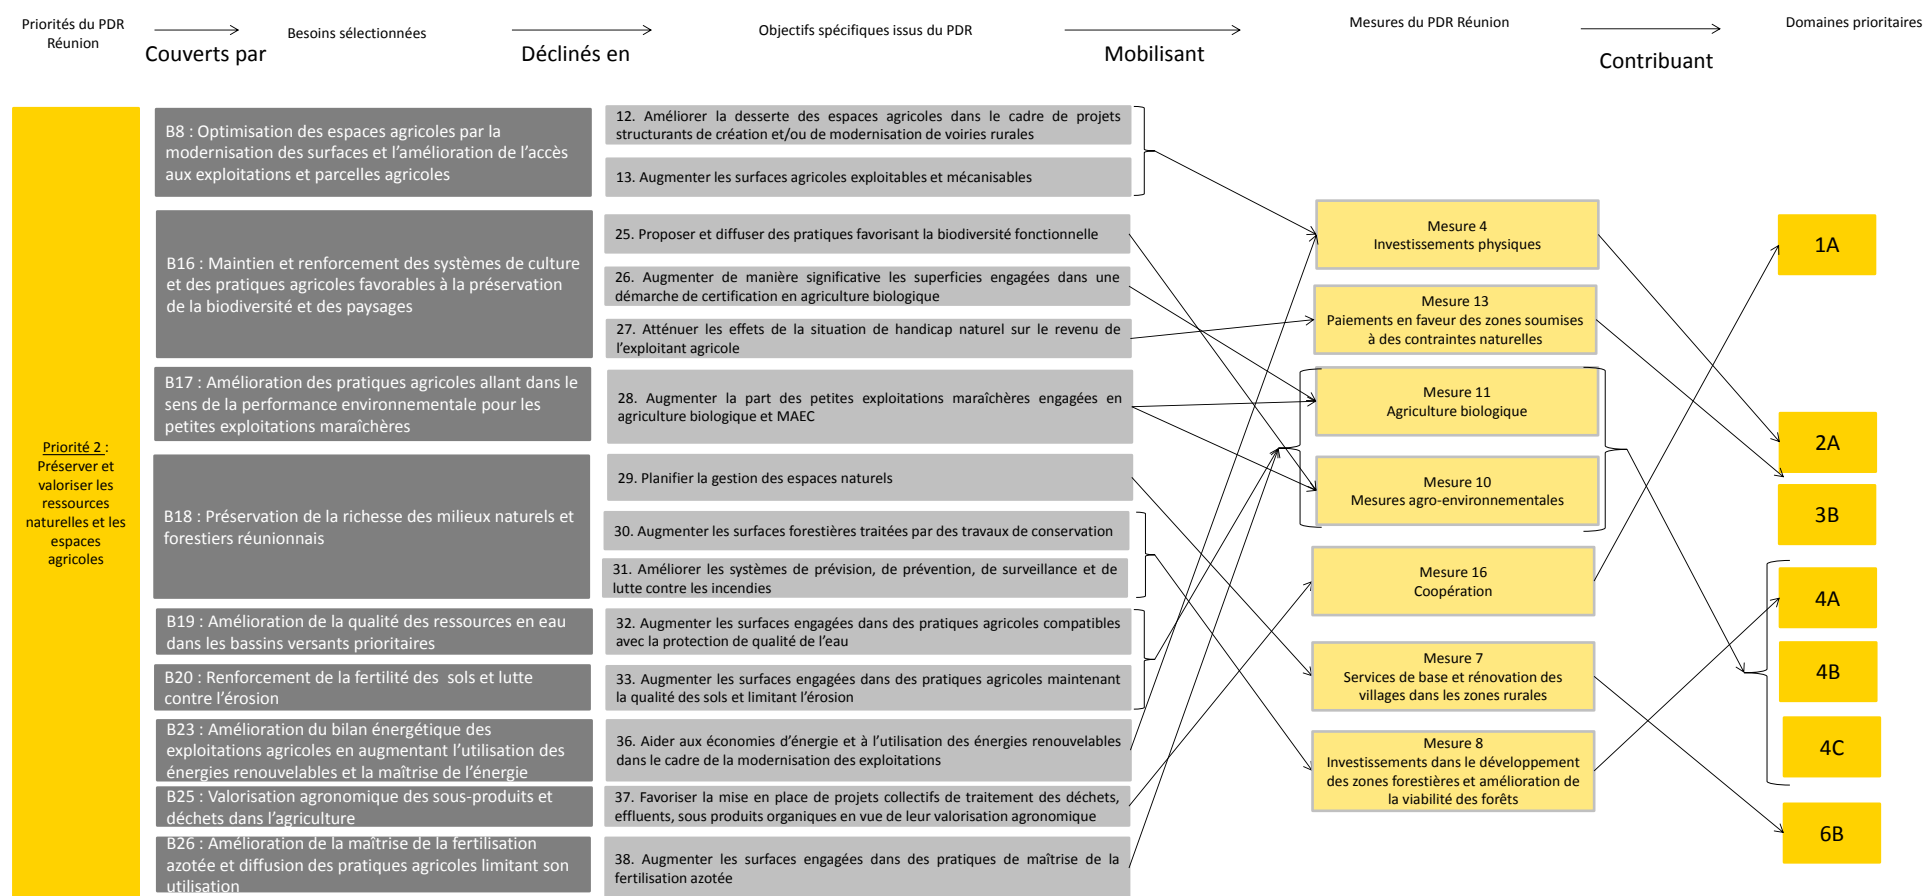 Priorités du PDR
Réunion
Couverts par
Besoins sélectionnées
Déclinés en
Objectifs spécifiques issus du PDR
Mobilisant
Mesures du PDR Réunion
Contribuant
Domaines prioritaires
Priorité 2 :
Préserver et
valoriser les
ressources
naturelles et les
espaces
agricoles
B8 : Optimisation des espaces agricoles par la
modernisation des surfaces et l’amélioration de l’accès
aux exploitations et parcelles agricoles
B16 : Maintien et renforcement des systèmes de culture
et des pratiques agricoles favorables à la préservation
de la biodiversité et des paysages
B17 : Amélioration des pratiques agricoles allant dans le
sens de la performance environnementale pour les
petites exploitations maraîchères
B18 : Préservation de la richesse des milieux naturels et
forestiers réunionnais
B19 : Amélioration de la qualité des ressources en eau
dans les bassins versants prioritaires
B20 : Renforcement de la fertilité des sols et lutte
contre l’érosion
B23 : Amélioration du bilan énergétique des
exploitations agricoles en augmentant l’utilisation des
énergies renouvelables et la maîtrise de l’énergie
B25 : Valorisation agronomique des sous-produits et
déchets dans l’agriculture
B26 : Amélioration de la maîtrise de la fertilisation
azotée et diffusion des pratiques agricoles limitant son
utilisation
12. Améliorer la desserte des espaces agricoles dans le cadre de projets
structurants de création et/ou de modernisation de voiries rurales
13. Augmenter les surfaces agricoles exploitables et mécanisables
25. Proposer et diffuser des pratiques favorisant la biodiversité fonctionnelle
26. Augmenter de manière significative les superficies engagées dans une
démarche de certification en agriculture biologique
27. Atténuer les effets de la situation de handicap naturel sur le revenu de
l’exploitant agricole
28. Augmenter la part des petites exploitations maraîchères engagées en
agriculture biologique et MAEC
29. Planifier la gestion des espaces naturels
30. Augmenter les surfaces forestières traitées par des travaux de conservation
31. Améliorer les systèmes de prévision, de prévention, de surveillance et de
lutte contre les incendies
32. Augmenter les surfaces engagées dans des pratiques agricoles compatibles
avec la protection de qualité de l’eau
33. Augmenter les surfaces engagées dans des pratiques agricoles maintenant
la qualité des sols et limitant l’érosion
36. Aider aux économies d’énergie et à l’utilisation des énergies renouvelables
dans le cadre de la modernisation des exploitations
37. Favoriser la mise en place de projets collectifs de traitement des déchets,
effluents, sous produits organiques en vue de leur valorisation agronomique
38. Augmenter les surfaces engagées dans des pratiques de maîtrise de la
fertilisation azotée
Mesure 4
Investissements physiques
Mesure 13
Paiements en faveur des zones soumises
à des contraintes naturelles
Mesure 11
Agriculture biologique
Mesure 10
Mesures agro-environnementales
Mesure 16
Coopération
Mesure 7
Services de base et rénovation des
villages dans les zones rurales
Mesure 8
Investissements dans le développement
des zones forestières et amélioration de
la viabilité des forêts
1A
2A
3B
4A
4B
4C
6B